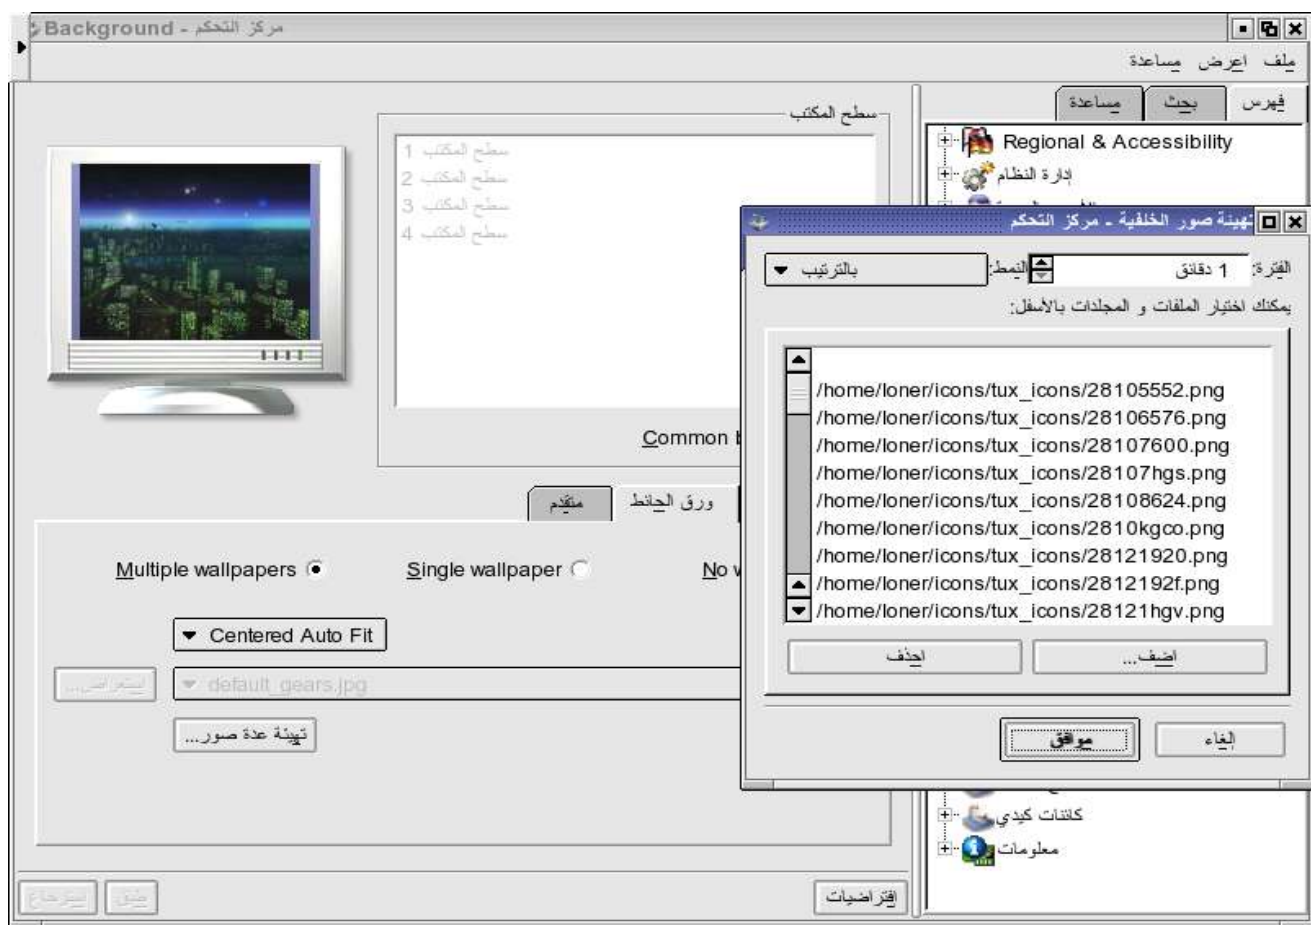 مركز التحكم - Background
ملف اعرض مساعدة
فهرس بحث مساعدة
Regional & Accessibility
إدارة النظام
سطح المكتب
سطح المكتب 1
سطح المكتب 2
سطح المكتب 3
سطح المكتب 4
Common
ورق الحائط متقدم
Multiple wallpapers
Single wallpaper
No
Centered Auto Fit
استعراض...
default_gears.jpg
تهيئة عدة صور...
تهيئة صور الخلفية - مركز التحكم
الفترة: 1 دقائق النمط: بالترتيب
يمكنك اختيار الملفات و المجلدات بالأسفل:
/home/loner/icons/tux_icons/28105552.png
/home/loner/icons/tux_icons/28106576.png
/home/loner/icons/tux_icons/28107600.png
/home/loner/icons/tux_icons/28107hgs.png
/home/loner/icons/tux_icons/28108624.png
/home/loner/icons/tux_icons/2810kgco.png
/home/loner/icons/tux_icons/28121920.png
/home/loner/icons/tux_icons/2812192f.png
/home/loner/icons/tux_icons/28121hgv.png
اضف... احذف
إلغاء موافق
كائنات كيدي
معلومات
افتراضيات طبق استرجاع